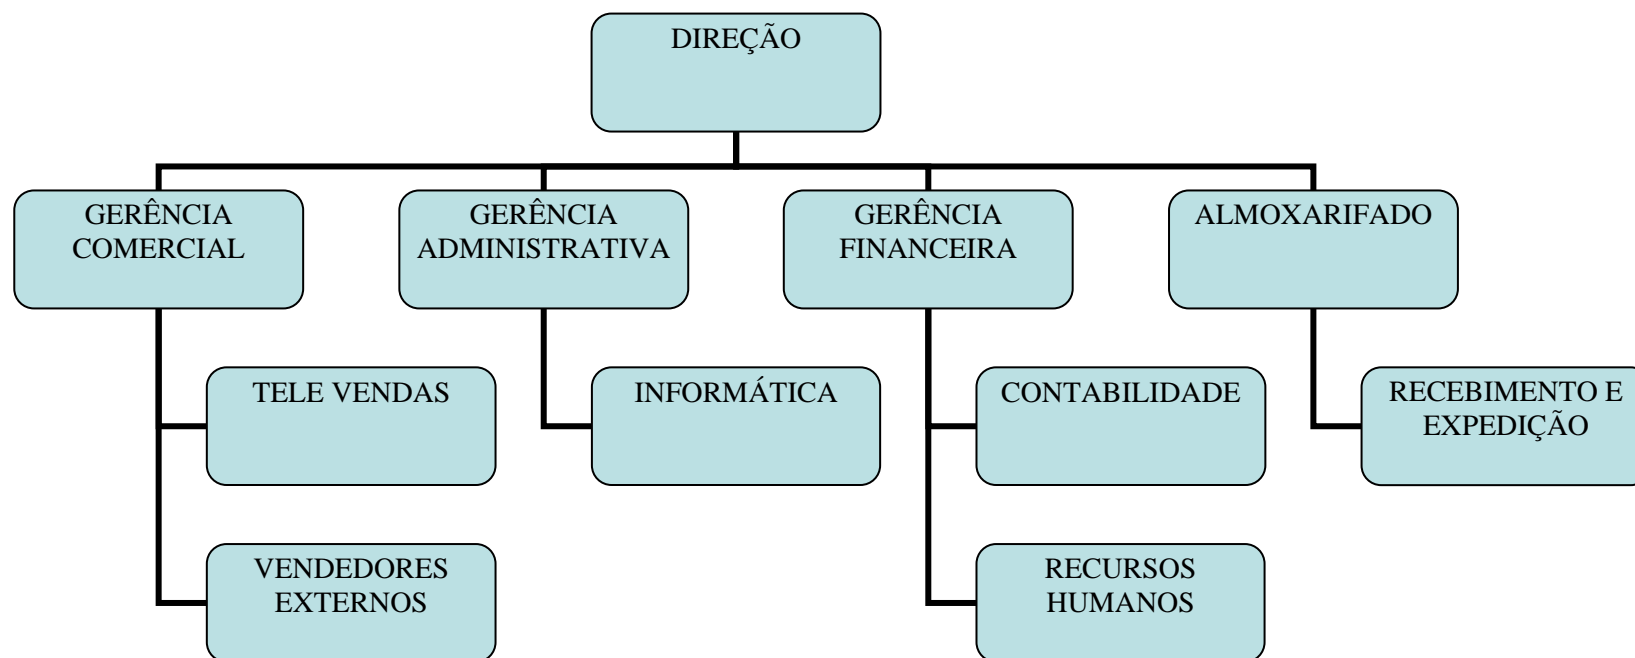 DIREÇÃO
GERÊNCIA
COMERCIAL
GERÊNCIA
ADMINISTRATIVA
GERÊNCIA
FINANCEIRA
ALMOXARIFADO
TELE VENDAS
INFORMÁTICA
CONTABILIDADE
RECEBIMENTO E
EXPEDIÇÃO
VENDEDORES
EXTERNOS
RECURSOS
HUMANOS